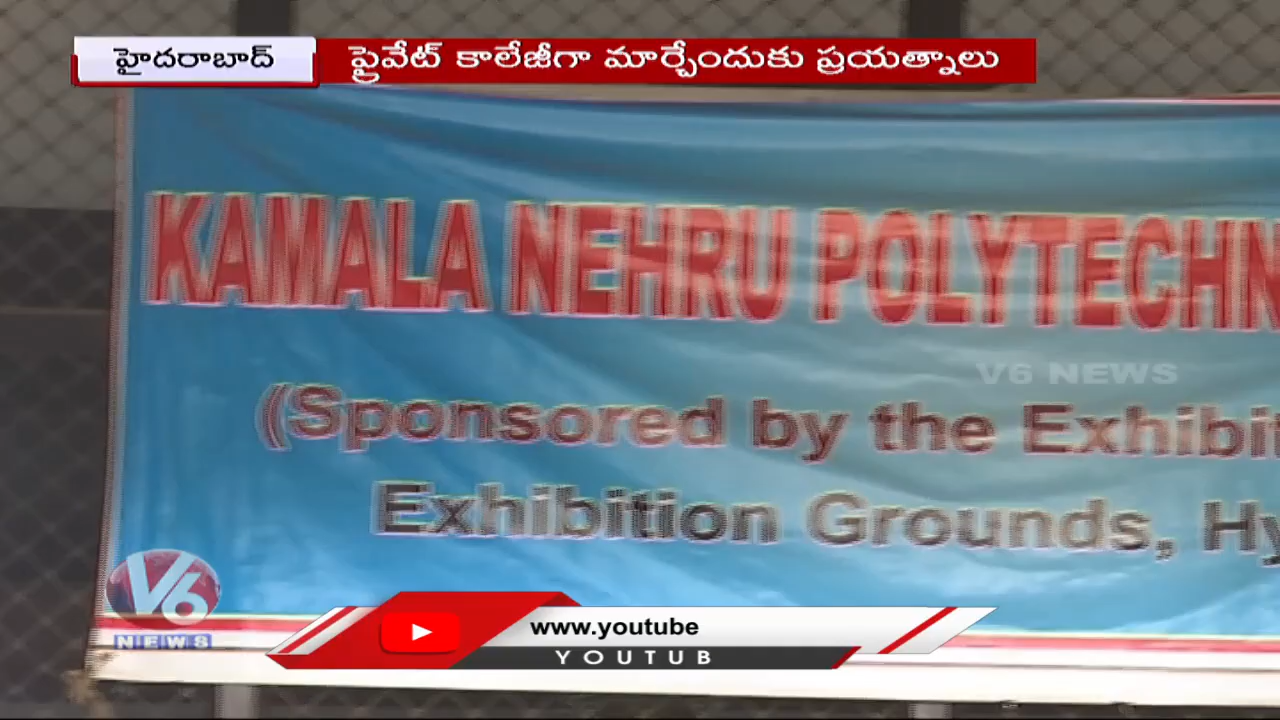 హైదరాబాద్
ప్రైవేట్ కాలేజీగా మార్చేందుకు ప్రయత్నాలు
KAMALA NEHRU POLYTECHN
V6 NEWS
(Sponsored by the Exhibit
Exhibition Grounds, Hy
V6
NEWS
www.youtube
YOUTUB